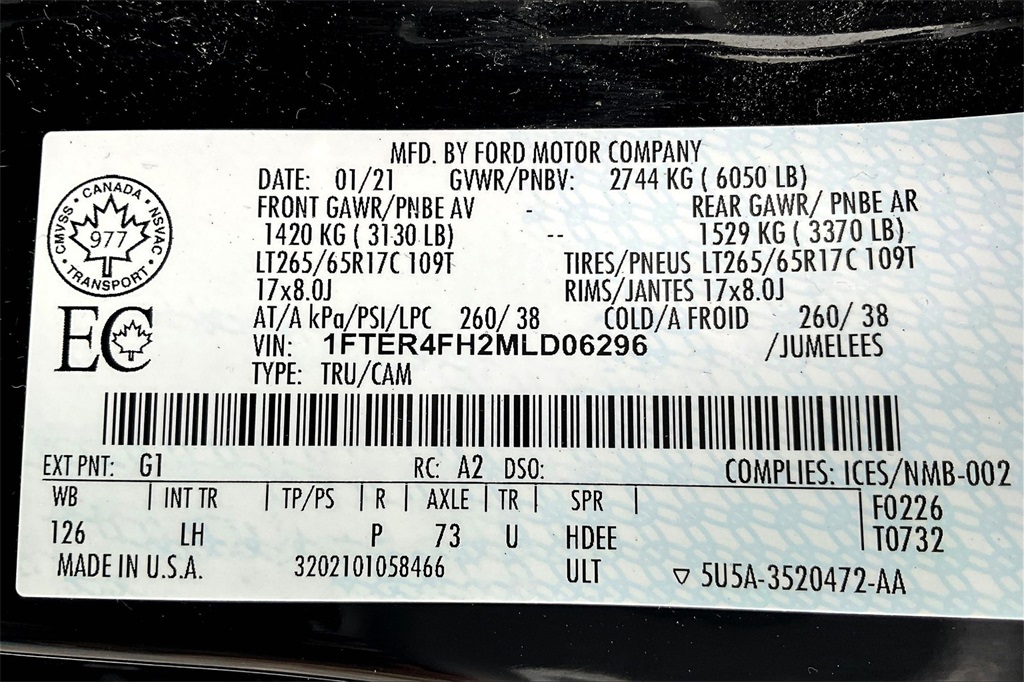 MFD. BY FORD MOTOR COMPANY
DATE: 01/21 GVWR/PNBV: 2744 KG ( 6050 LB)
FRONT GAWR/PNBE AV - REAR GAWR/ PNBE AR
1420 KG ( 3130 LB) -- 1529 KG ( 3370 LB)
LT265/65R17C 109T TIRES/PNEUS LT265/65R17C 109T
17x8.0J RIMS/JANTES 17x8.0J
AT/A kPa/PSI/LPC 260/ 38 COLD/A FROID 260/ 38
VIN: 1FTER4FH2MLD06296 /JUMELEES
TYPE: TRU/CAM
CANADA · NSVAC · TRANSPORT · CMVSS ·
977
EC
EXT PNT: G1 RC: A2 DSO: COMPLIES: ICES/NMB-002
WB | INT TR | TP/PS | R | AXLE | TR | SPR | F0226
126 LH P 73 U HDEE T0732
MADE IN U.S.A. 3202101058466 ULT ▽ 5U5A-3520472-AA